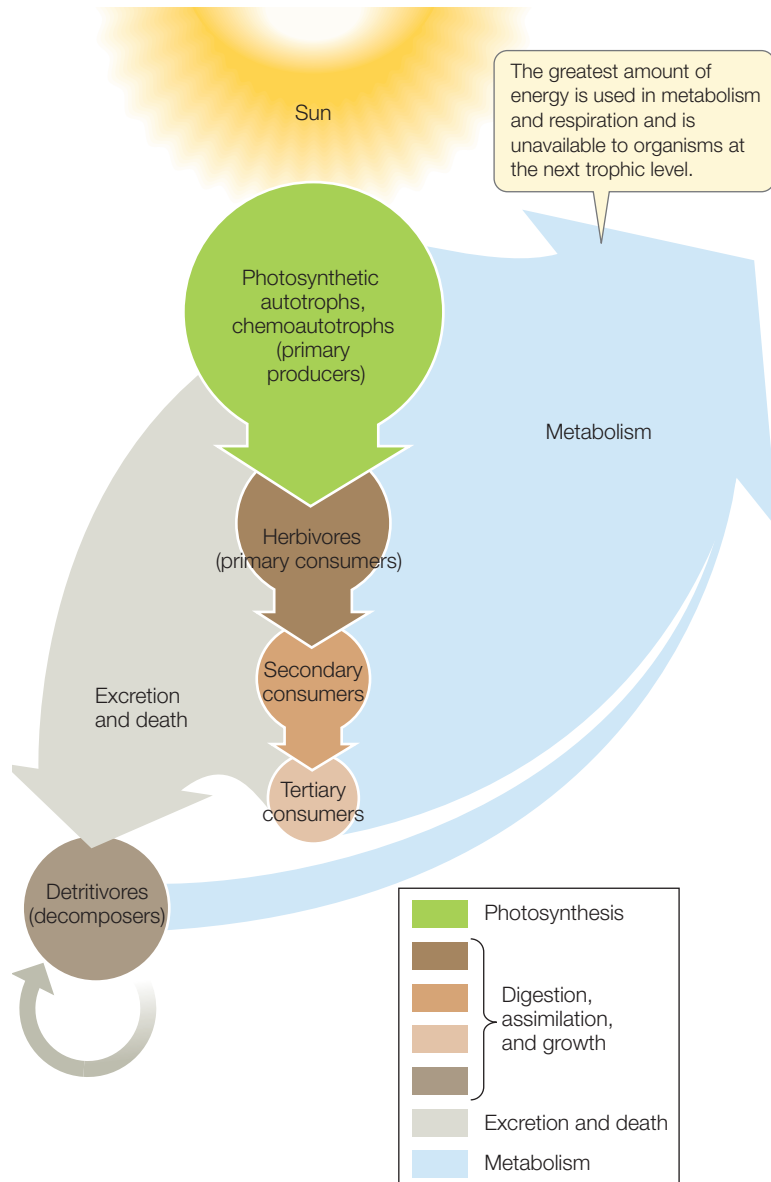 Sun
The greatest amount of
energy is used in metabolism
and respiration and is
unavailable to organisms at
the next trophic level.
Photosynthetic
autotrophs,
chemoautotrophs
(primary
producers)
Metabolism
Herbivores
(primary consumers)
Secondary
consumers
Excretion
and death
Tertiary
consumers
Detritivores
(decomposers)
Photosynthesis
Digestion,
assimilation,
and growth
Excretion and death
Metabolism